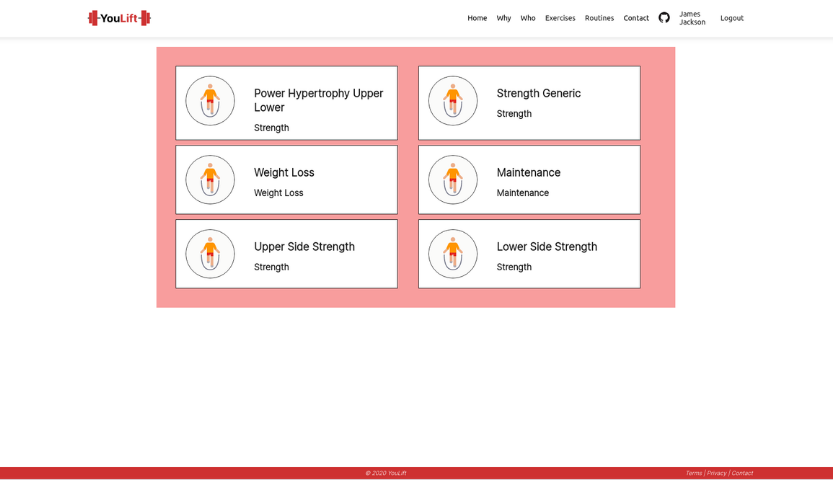 YouLift
Home Why Who Exercises Routines Contact James Jackson Logout
Power Hypertrophy Upper
Lower
Strength
Strength Generic
Strength
Weight Loss
Weight Loss
Maintenance
Maintenance
Upper Side Strength
Strength
Lower Side Strength
Strength
© 2020 YouLift
Terms | Privacy | Contact